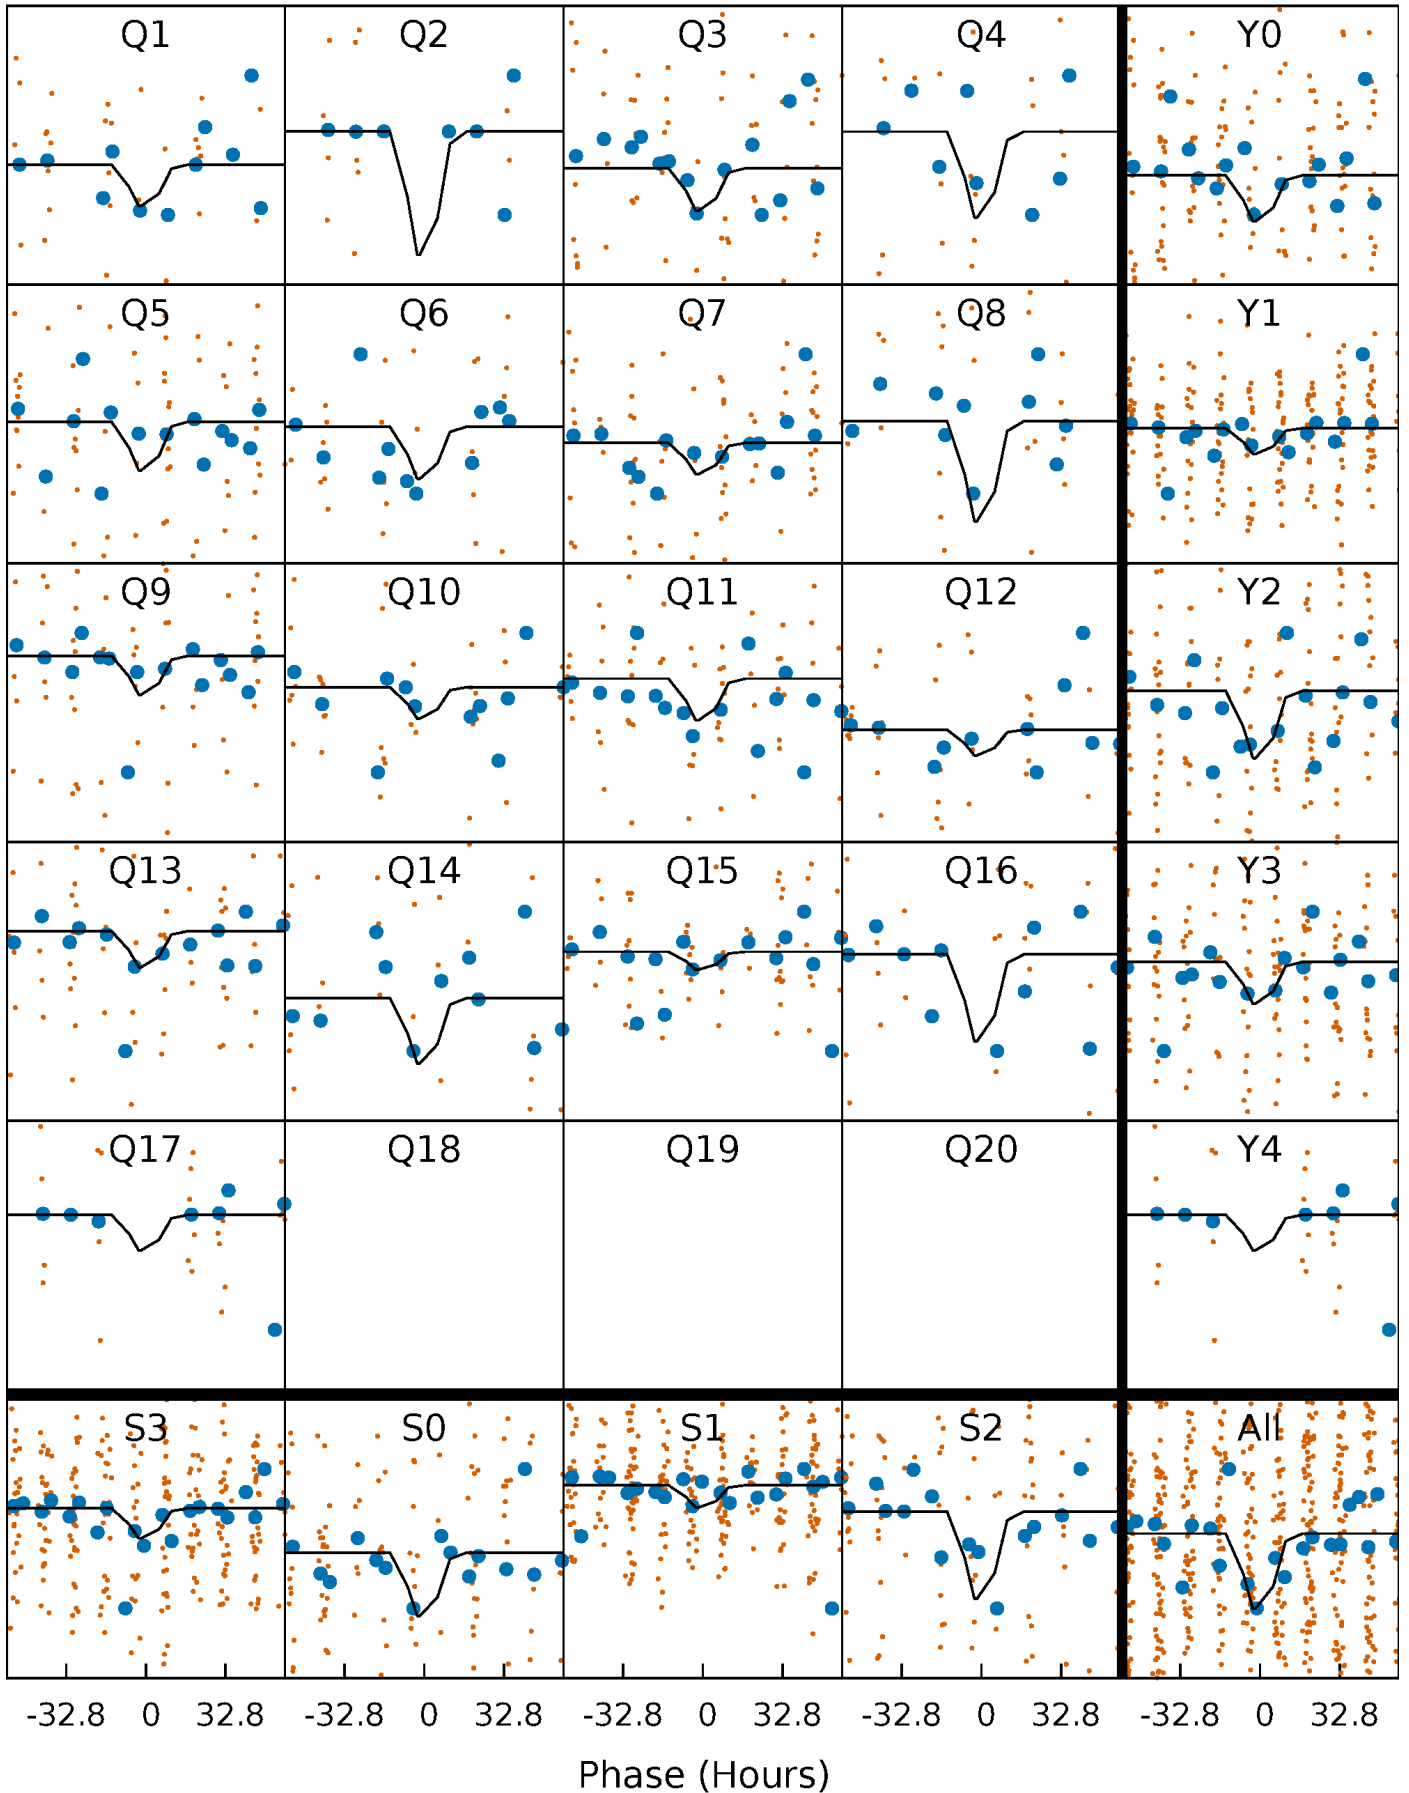 Q1 Q2 Q3 Q4 Y0
Q5 Q6 Q7 Q8 Y1
Q9 Q10 Q11 Q12 Y2
Q13 Q14 Q15 Q16 Y3
Q17 Q18 Q19 Q20 Y4
S3 S0 S1 S2 All
-32.8 0 32.8 -32.8 0 32.8 -32.8 0 32.8 -32.8 0 32.8 -32.8 0 32.8
Phase (Hours)